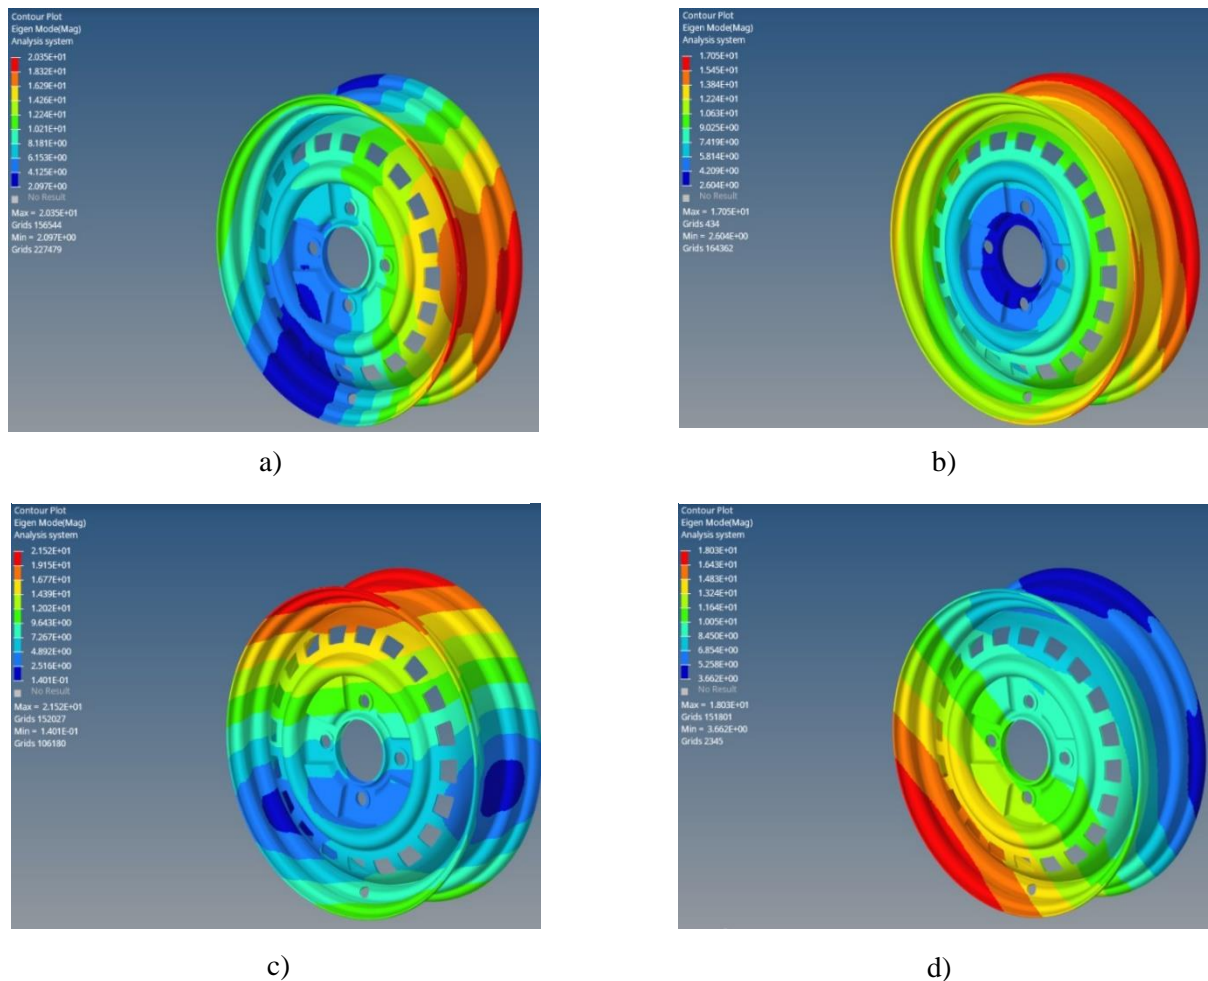 Contour Plot
Eigen Mode(Mag)
Analysis system
2.035E+01
1.832E+01
1.629E+01
1.426E+01
1.224E+01
1.021E+01
8.181E+00
6.153E+00
4.125E+00
2.097E+00
No Result
Max = 2.035E+01
Grids 156544
Min = 2.097E+00
Grids 227479
a)
Contour Plot
Eigen Mode(Mag)
Analysis system
1.705E+01
1.545E+01
1.384E+01
1.224E+01
1.063E+01
9.025E+00
7.419E+00
5.814E+00
4.209E+00
2.604E+00
No Result
Max = 1.705E+01
Grids 434
Min = 2.604E+00
Grids 164362
b)
Contour Plot
Eigen Mode(Mag)
Analysis system
2.152E+01
1.915E+01
1.677E+01
1.439E+01
1.202E+01
9.643E+00
7.267E+00
4.892E+00
2.516E+00
1.401E-01
No Result
Max = 2.152E+01
Grids 152027
Min = 1.401E-01
Grids 106180
c)
Contour Plot
Eigen Mode(Mag)
Analysis system
1.803E+01
1.643E+01
1.483E+01
1.324E+01
1.164E+01
1.005E+01
8.450E+00
6.854E+00
5.258E+00
3.662E+00
No Result
Max = 1.803E+01
Grids 151801
Min = 3.662E+00
Grids 2345
d)